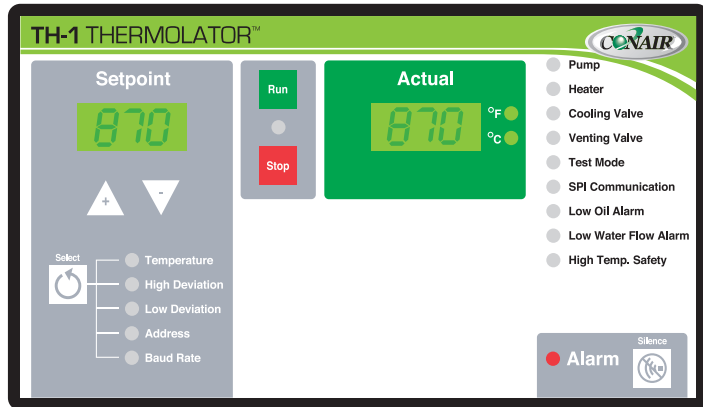 TH-1 THERMOLATOR™
CONAIR
Setpoint
870
Run
Stop
Actual
870
°F
°C
Pump
Heater
Cooling Valve
Venting Valve
Test Mode
SPI Communication
Low Oil Alarm
Low Water Flow Alarm
High Temp. Safety
+
-
Select
Temperature
High Deviation
Low Deviation
Address
Baud Rate
Alarm
Silence